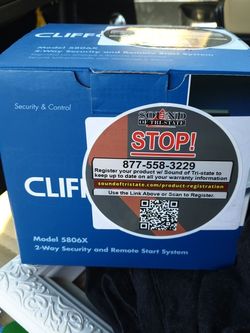 CLIFF
Model 5806X
2-Way Security and Remote Start System
Security & Control
SOUND
OF TRI-STATE
STOP!
877-558-3229
Register your product w/ Sound of Tri-state to
keep up to date on all your warranty information
soundoftristate.com/product-registration
Use the Link Above or Scan to Register.
CLIFF
Model 5806X
2-Way Security and Remote Start System